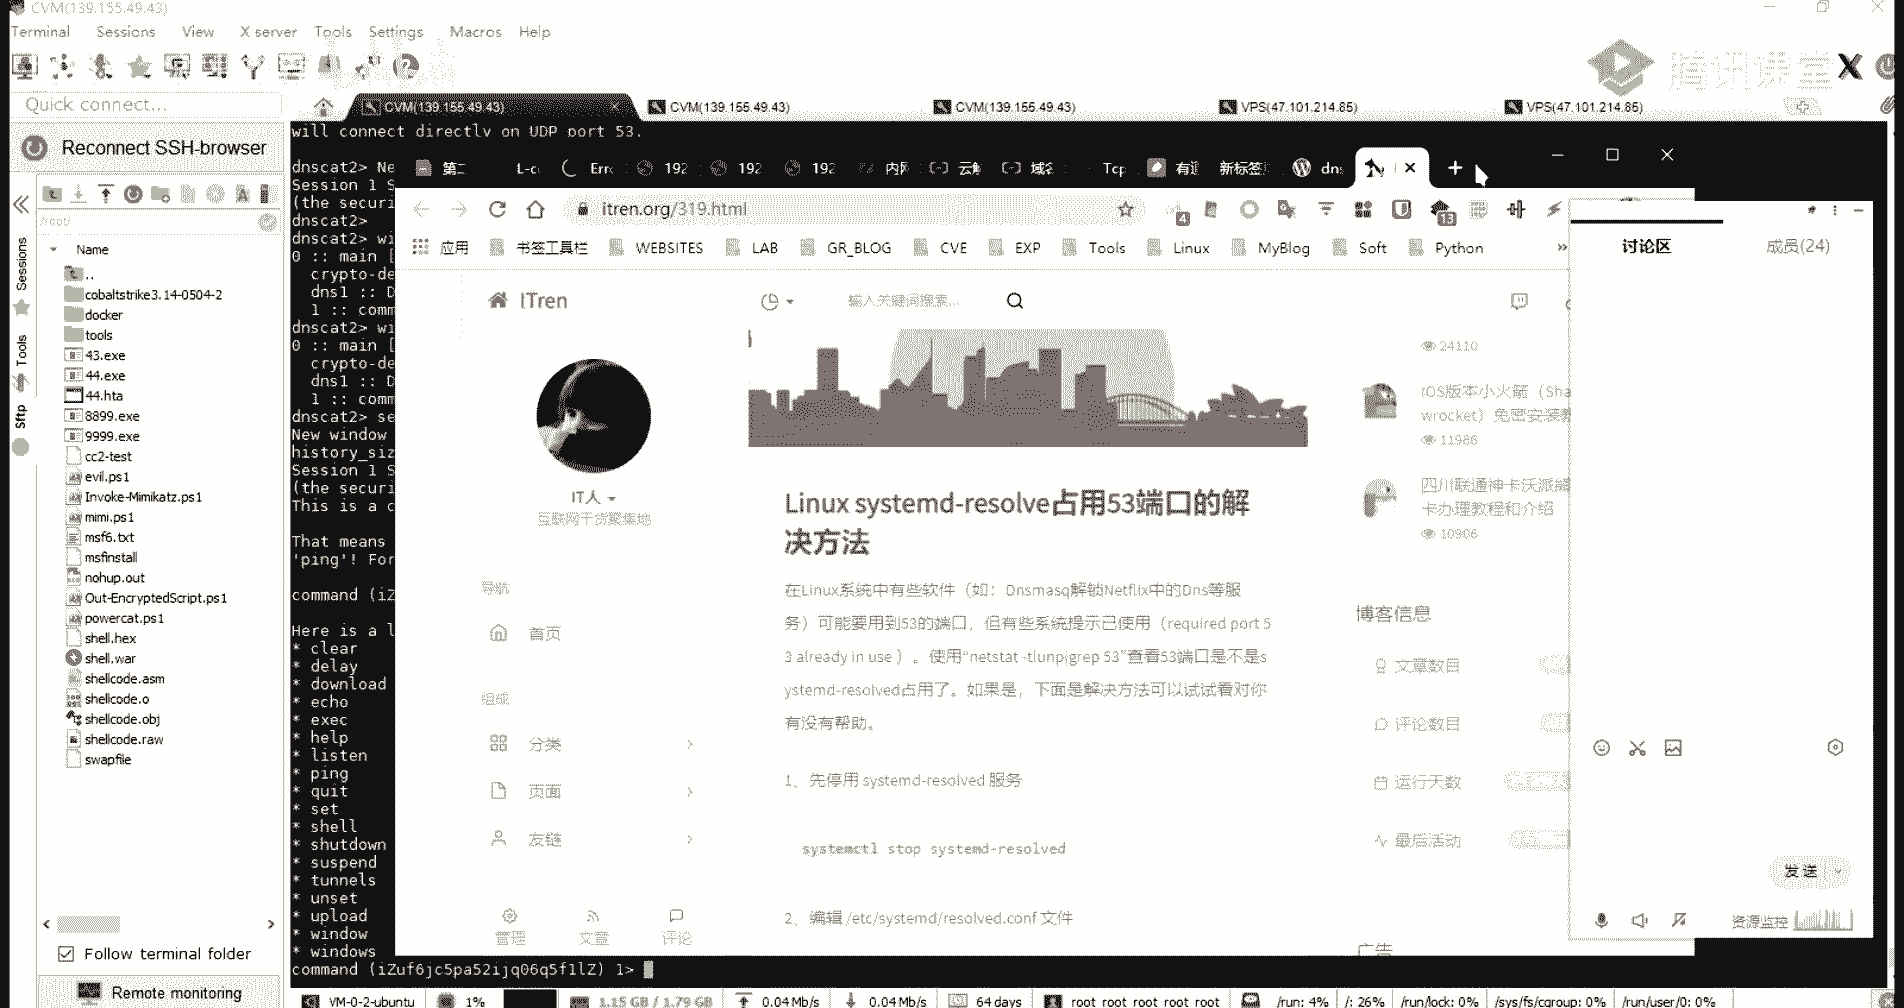 CVM(139.155.49.43)
Terminal Sessions View X server Tools Settings Macros Help
腾讯课堂
Quick connect...
CVM(139.155.49.43)
CVM(139.155.49.43)
CVM(139.155.49.43)
VPS(47.101.214.85)
VPS(47.101.214.85)
Reconnect SSH-browser
/root/
Name
..
cobaltstrike3.14-0504-2
docker
tools
43.exe
44.exe
44.hta
8899.exe
9999.exe
cc2-test
evil.ps1
Invoke-Mimikatz.ps1
mimi.ps1
msf6.txt
msfinstall
nohup.out
Out-EncryptedScript.ps1
powercat.ps1
shell.hex
shell.war
shellcode.asm
shellcode.o
shellcode.obj
shellcode.raw
swapfile
Sessions
Tools
Sftp
Follow terminal folder
Remote monitoring
will connect directly on UDP port 53.
dnscat2> Ne
Session 1 S
(the securi
dnscat2>
dnscat2> wi
0 :: main [
crypto-de
dns1 :: D
1 :: comm
dnscat2> wi
0 :: main [
crypto-de
dns1 :: D
1 :: comm
dnscat2> se
New window
history_siz
Session 1 S
(the securi
This is a c
That means
'ping'! For
command (iZ
Here is a l
* clear
* delay
* download
* echo
* exec
* help
* listen
* ping
* quit
* set
* shell
* shutdown
* suspend
* tunnels
* unset
* upload
* window
* windows
command (iZuf6jc5pa52ijq06q5f1lZ) 1>
第二 L-c Erro 192 192 192 内网 云解 域名 Tcp 有道 新标签 dns
itren.org/319.html
4
13
应用 书签工具栏 WEBSITES LAB GR_BLOG CVE EXP Tools Linux MyBlog Soft Python »
ITren
输入关键词搜索...
IT人
互联网干货聚集地
导航
首页
组成
分类
页面
友链
管理 文章 评论
Linux systemd-resolve占用53端口的解
决方法
在Linux系统中有些软件（如：Dnsmasq解锁Netflix中的Dns等服
务）可能要用到53的端口，但有些系统提示已使用（required port 5
3 already in use ）。使用“netstat -tlunp|grep 53”查看53端口是不是s
ystemd-resolved占用了。如果是，下面是解决方法可以试试看对你
有没有帮助。
1、先停用 systemd-resolved 服务
systemctl stop systemd-resolved
2、编辑 /etc/systemd/resolved.conf 文件
24110
iOS版本小火箭（Sha
wrocket）免密安装教
11986
四川联通神卡沃派熊
卡办理教程和介绍
10906
博客信息
文章数目
评论数目
运行天数
最后活动
广告
讨论区
成员(24)
发送
资源监控
VM-0-2-ubuntu 1% 1.15 GB / 1.79 GB 0.04 Mb/s 0.04 Mb/s 64 days root root root root root /run: 4% /: 26% /run/lock: 0% /sys/fs/cgroup: 0% /run/user/0: 0%